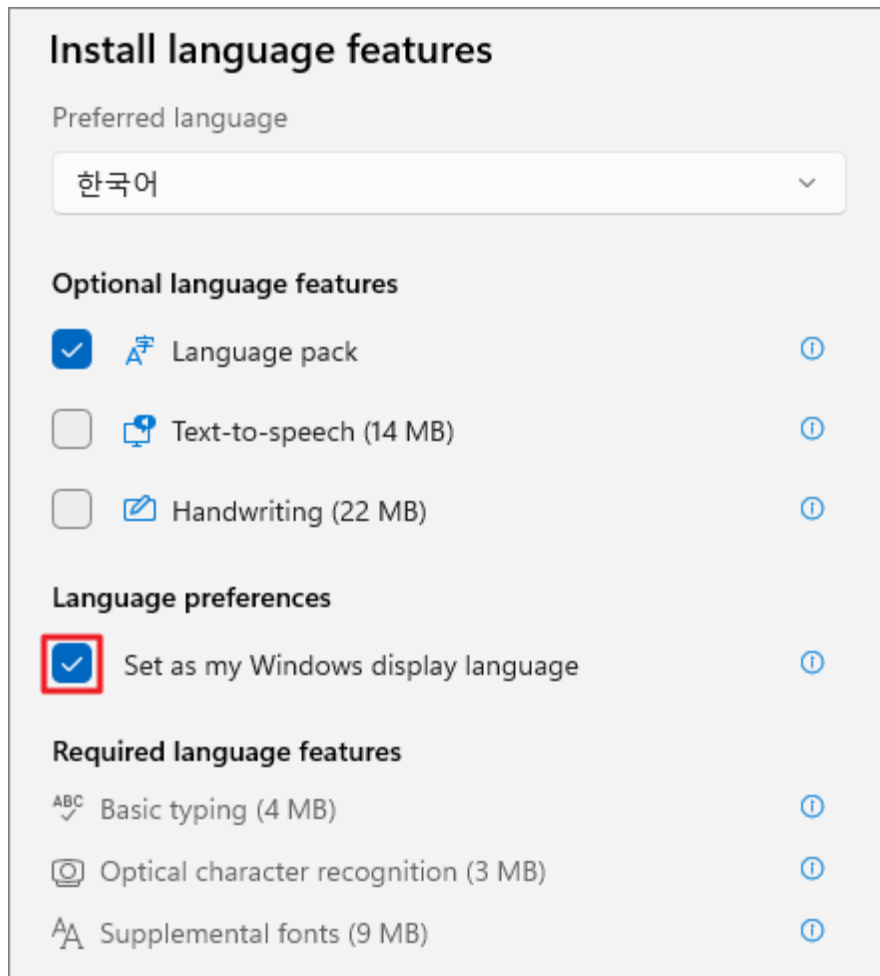 Install language features
Preferred language
한국어
Optional language features
Language pack
Text-to-speech (14 MB)
Handwriting (22 MB)
Language preferences
Set as my Windows display language
Required language features
ABC Basic typing (4 MB)
Optical character recognition (3 MB)
Supplemental fonts (9 MB)